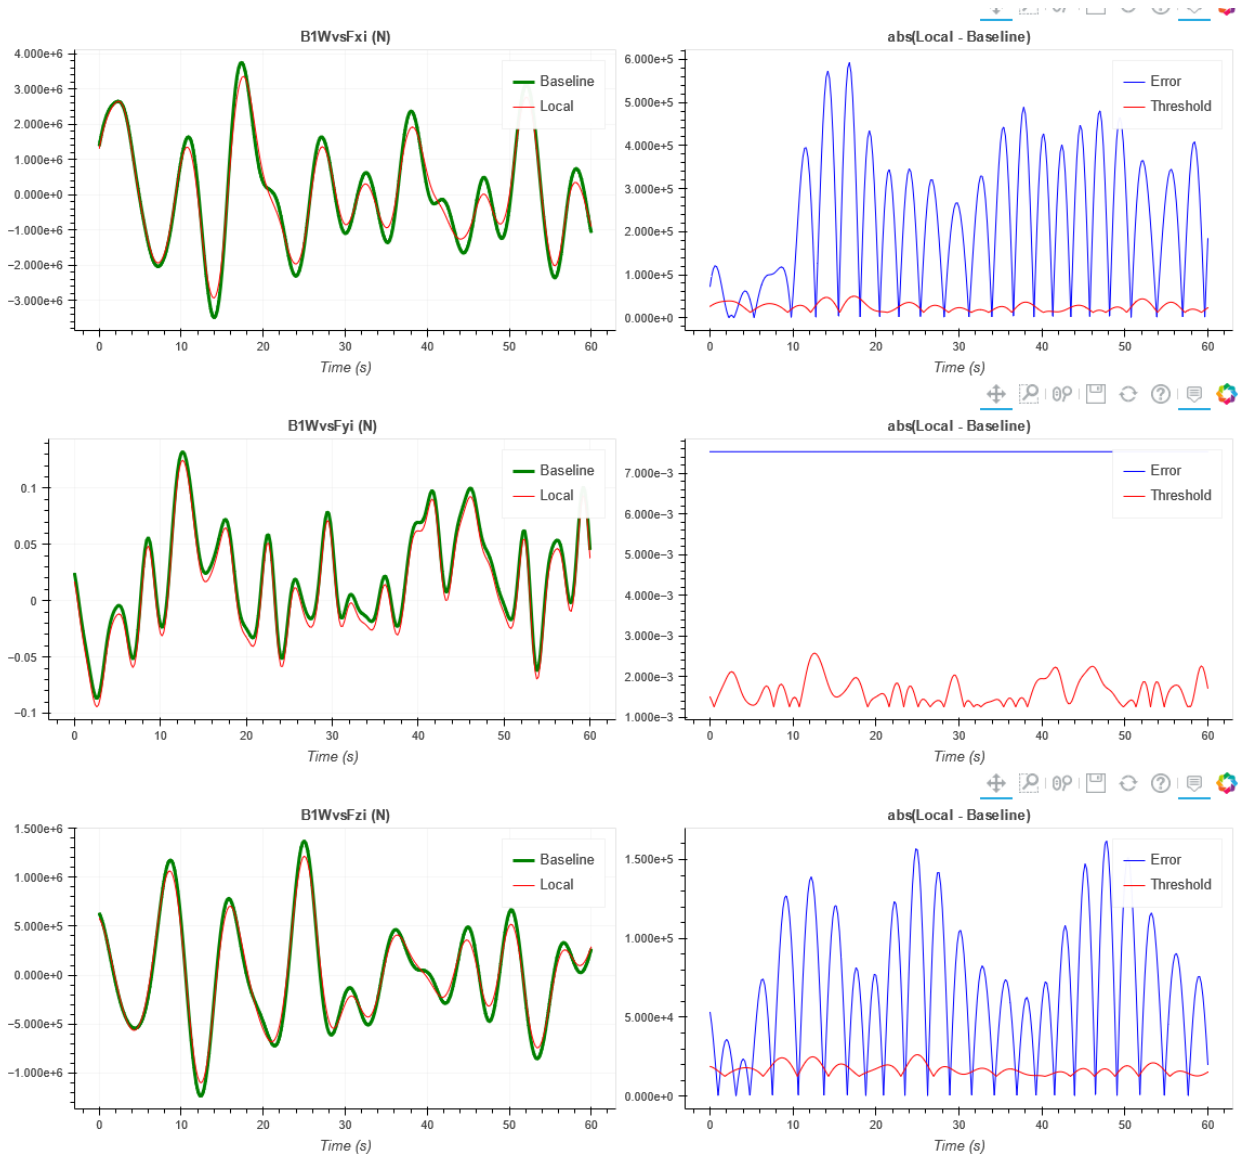 B1WvsFxi (N)
4.000e+6
3.000e+6
2.000e+6
1.000e+6
0.000e+0
−1.000e+6
−2.000e+6
−3.000e+6
Baseline
Local
0 10 20 30 40 50 60
Time (s)
abs(Local - Baseline)
6.000e+5
5.000e+5
4.000e+5
3.000e+5
2.000e+5
1.000e+5
0.000e+0
Error
Threshold
0 10 20 30 40 50 60
Time (s)
B1WvsFyi (N)
0.1
0.05
0
−0.05
−0.1
Baseline
Local
0 10 20 30 40 50 60
Time (s)
abs(Local - Baseline)
7.000e−3
6.000e−3
5.000e−3
4.000e−3
3.000e−3
2.000e−3
1.000e−3
Error
Threshold
0 10 20 30 40 50 60
Time (s)
B1WvsFzi (N)
1.500e+6
1.000e+6
5.000e+5
0.000e+0
−5.000e+5
−1.000e+6
Baseline
Local
0 10 20 30 40 50 60
Time (s)
abs(Local - Baseline)
1.500e+5
1.000e+5
5.000e+4
0.000e+0
Error
Threshold
0 10 20 30 40 50 60
Time (s)